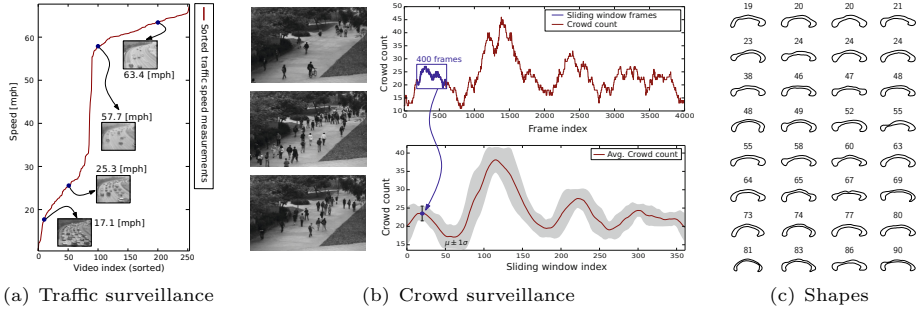 60
50
40
30
20
Speed (mph)
0
50
100
150
200
250
Video index (sorted)
63.4 [mph]
57.7 [mph]
25.3 [mph]
17.1 [mph]
Sorted traffic speed measurements
(a) Traffic surveillance
50
45
40
35
30
25
20
15
10
Crowd count
400 frames
Sliding window frames
Crowd count
0
500
1000
1500
2000
2500
3000
3500
4000
Frame index
40
35
30
25
20
15
Crowd count
Avg. Crowd count
μ ± 1σ
0
50
100
150
200
250
300
350
Sliding window index
(b) Crowd surveillance
19 20 20 21
23 24 24 24
38 46 47 48
48 49 52 55
55 58 60 63
64 65 67 69
73 74 77 80
81 83 86 90
(c) Shapes